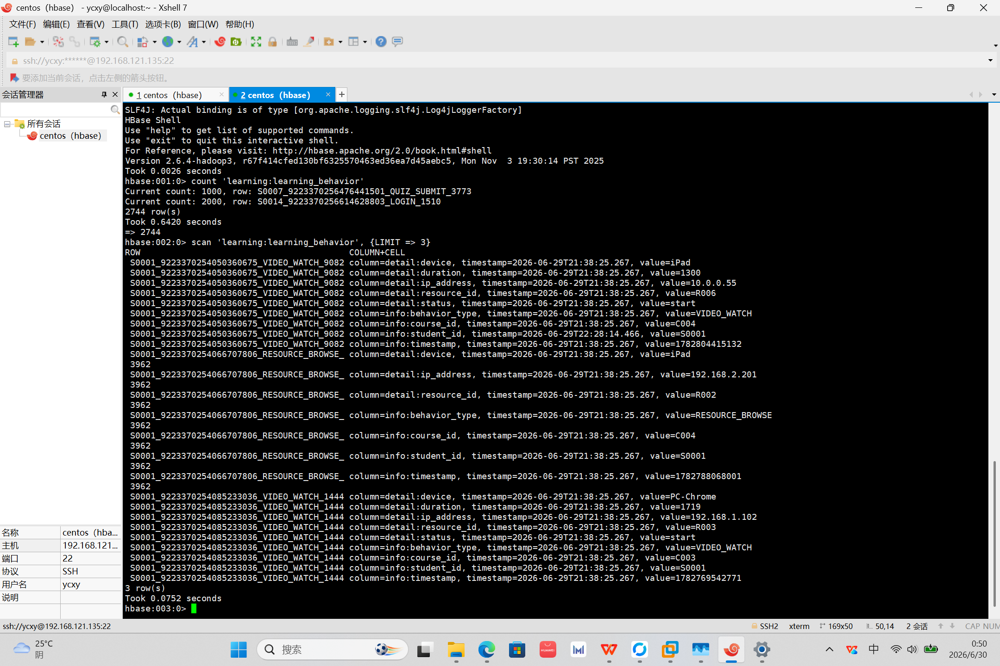 centos（hbase） - ycxy@localhost:~ - Xshell 7
文件(F) 编辑(E) 查看(V) 工具(T) 选项卡(B) 窗口(W) 帮助(H)
ssh://ycxy:******@192.168.121.135:22
要添加当前会话，点击左侧的箭头按钮。
会话管理器
1 centos（hbase）
2 centos（hbase）
所有会话
centos（hbase）
SLF4J: Actual binding is of type [org.apache.logging.slf4j.Log4jLoggerFactory]
HBase Shell
Use "help" to get list of supported commands.
Use "exit" to quit this interactive shell.
For Reference, please visit: http://hbase.apache.org/2.0/book.html#shell
Version 2.6.4-hadoop3, r67f414cfed130bf6325570463ed36ea7d45aebc5, Mon Nov  3 19:30:14 PST 2025
Took 0.0026 seconds
hbase:001:0> count 'learning:learning_behavior'
Current count: 1000, row: S0007_9223370256476441501_QUIZ_SUBMIT_3773
Current count: 2000, row: S0014_9223370256614628803_LOGIN_1510
2744 row(s)
Took 0.6420 seconds
=> 2744
hbase:002:0> scan 'learning:learning_behavior', {LIMIT => 3}
ROW COLUMN+CELL
S0001_9223370254050360675_VIDEO_WATCH_9082 column=detail:device, timestamp=2026-06-29T21:38:25.267, value=iPad
S0001_9223370254050360675_VIDEO_WATCH_9082 column=detail:duration, timestamp=2026-06-29T21:38:25.267, value=1300
S0001_9223370254050360675_VIDEO_WATCH_9082 column=detail:ip_address, timestamp=2026-06-29T21:38:25.267, value=10.0.0.55
S0001_9223370254050360675_VIDEO_WATCH_9082 column=detail:resource_id, timestamp=2026-06-29T21:38:25.267, value=R006
S0001_9223370254050360675_VIDEO_WATCH_9082 column=detail:status, timestamp=2026-06-29T21:38:25.267, value=start
S0001_9223370254050360675_VIDEO_WATCH_9082 column=info:behavior_type, timestamp=2026-06-29T21:38:25.267, value=VIDEO_WATCH
S0001_9223370254050360675_VIDEO_WATCH_9082 column=info:course_id, timestamp=2026-06-29T21:38:25.267, value=C004
S0001_9223370254050360675_VIDEO_WATCH_9082 column=info:student_id, timestamp=2026-06-29T22:28:14.466, value=S0001
S0001_9223370254050360675_VIDEO_WATCH_9082 column=info:timestamp, timestamp=2026-06-29T21:38:25.267, value=1782804415132
S0001_9223370254066707806_RESOURCE_BROWSE_ column=detail:device, timestamp=2026-06-29T21:38:25.267, value=iPad
3962
S0001_9223370254066707806_RESOURCE_BROWSE_ column=detail:ip_address, timestamp=2026-06-29T21:38:25.267, value=192.168.2.201
3962
S0001_9223370254066707806_RESOURCE_BROWSE_ column=detail:resource_id, timestamp=2026-06-29T21:38:25.267, value=R002
3962
S0001_9223370254066707806_RESOURCE_BROWSE_ column=info:behavior_type, timestamp=2026-06-29T21:38:25.267, value=RESOURCE_BROWSE
3962
S0001_9223370254066707806_RESOURCE_BROWSE_ column=info:course_id, timestamp=2026-06-29T21:38:25.267, value=C004
3962
S0001_9223370254066707806_RESOURCE_BROWSE_ column=info:student_id, timestamp=2026-06-29T21:38:25.267, value=S0001
3962
S0001_9223370254066707806_RESOURCE_BROWSE_ column=info:timestamp, timestamp=2026-06-29T21:38:25.267, value=1782788068001
3962
S0001_9223370254085233036_VIDEO_WATCH_1444 column=detail:device, timestamp=2026-06-29T21:38:25.267, value=PC-Chrome
S0001_9223370254085233036_VIDEO_WATCH_1444 column=detail:duration, timestamp=2026-06-29T21:38:25.267, value=1719
S0001_9223370254085233036_VIDEO_WATCH_1444 column=detail:ip_address, timestamp=2026-06-29T21:38:25.267, value=192.168.1.102
S0001_9223370254085233036_VIDEO_WATCH_1444 column=detail:resource_id, timestamp=2026-06-29T21:38:25.267, value=R003
S0001_9223370254085233036_VIDEO_WATCH_1444 column=detail:status, timestamp=2026-06-29T21:38:25.267, value=start
S0001_9223370254085233036_VIDEO_WATCH_1444 column=info:behavior_type, timestamp=2026-06-29T21:38:25.267, value=VIDEO_WATCH
S0001_9223370254085233036_VIDEO_WATCH_1444 column=info:course_id, timestamp=2026-06-29T21:38:25.267, value=C003
S0001_9223370254085233036_VIDEO_WATCH_1444 column=info:student_id, timestamp=2026-06-29T21:38:25.267, value=S0001
S0001_9223370254085233036_VIDEO_WATCH_1444 column=info:timestamp, timestamp=2026-06-29T21:38:25.267, value=1782769542771
3 row(s)
Took 0.0752 seconds
hbase:003:0>
名称 centos（hba...
主机 192.168.121...
端口 22
协议 SSH
用户名 ycxy
说明
ssh://ycxy@192.168.121.135:22
SSH2 xterm 169x50 50,14 2 会话 CAP NUM
25°C
阴
搜索
HUAWEI
中
0:50
2026/6/30